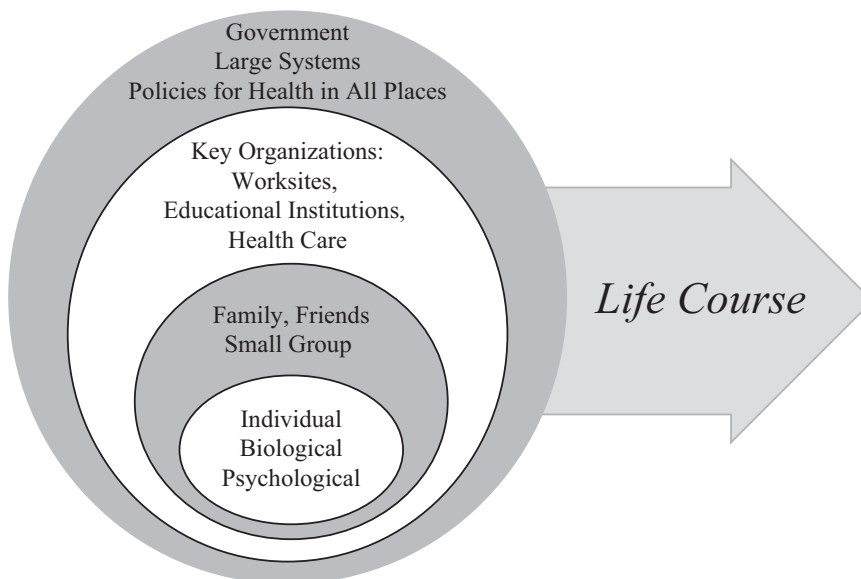 Government
Large Systems
Policies for Health in All Places
Key Organizations:
Worksites,
Educational Institutions,
Health Care
Family, Friends
Small Group
Individual
Biological
Psychological
Life Course